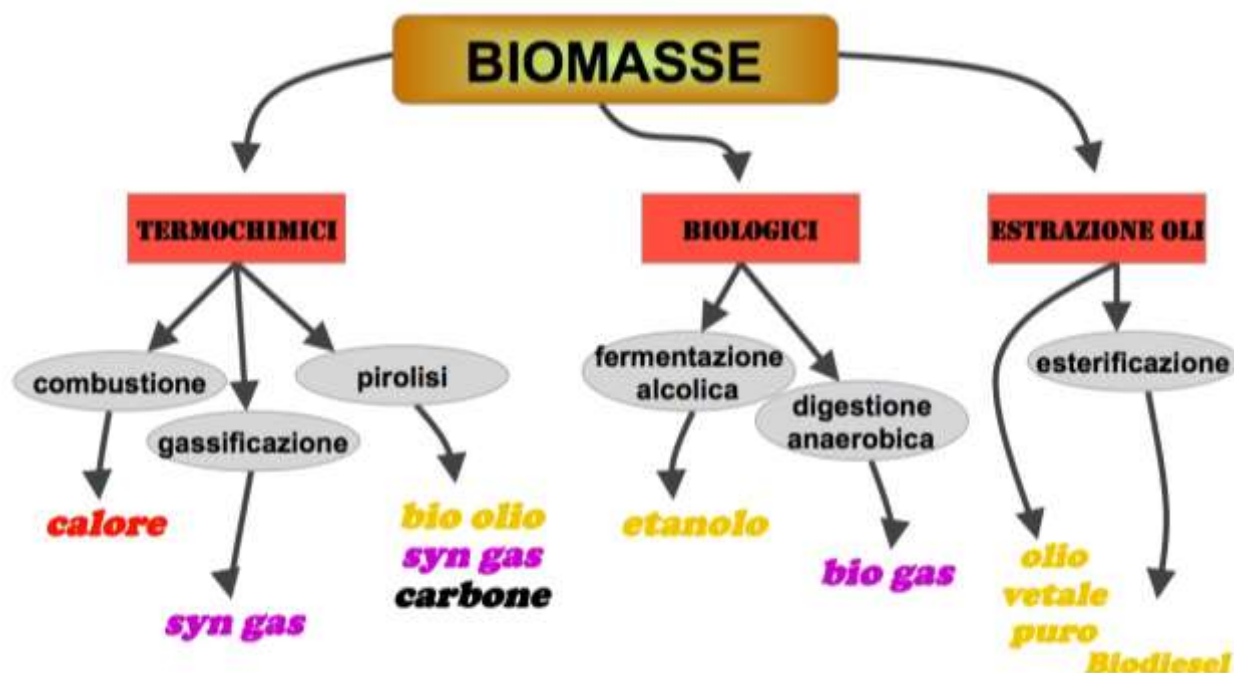 BIOMASSE
TERMOCHIMICI
BIOLOGICI
ESTRAZIONE OLI
combustione
gassificazione
pirolisi
fermentazione
alcolica
digestione
anaerobica
esterificazione
calore
syn gas
bio olio
syn gas
carbone
etanolo
bio gas
olio
vetale
puro
Biodiesel